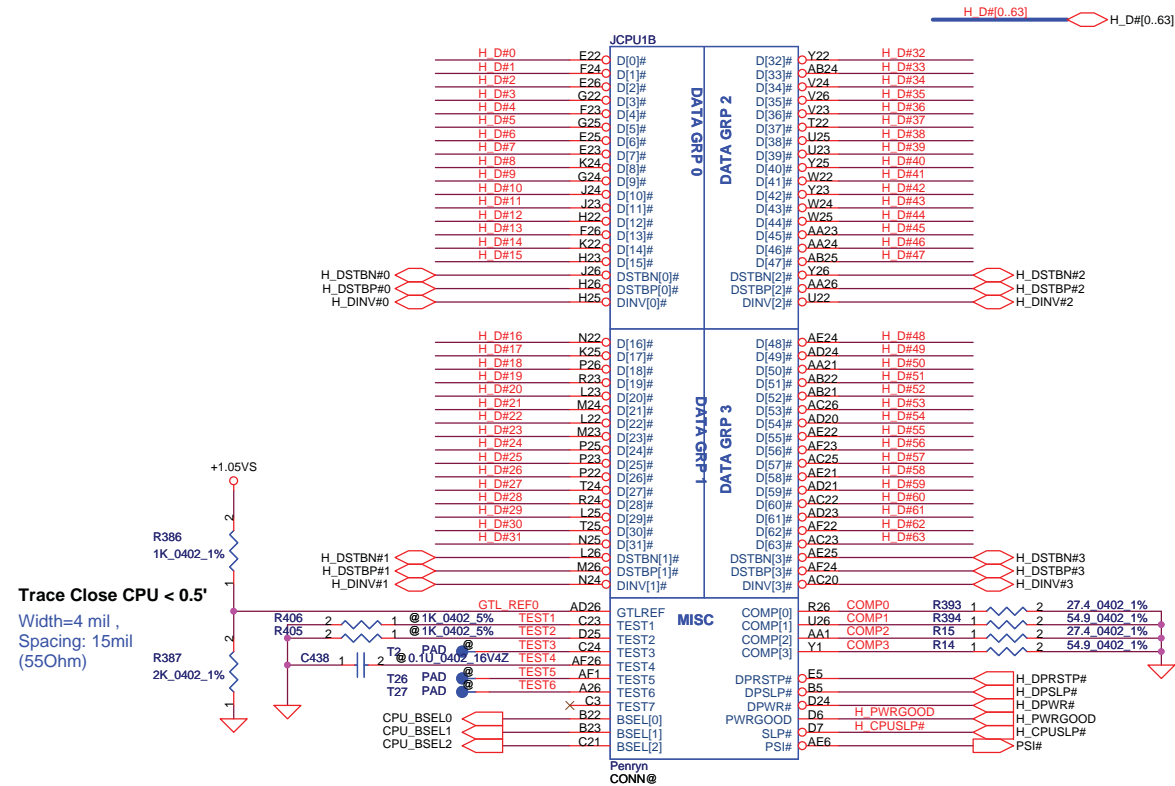 H_D#[0..63] H_D#[0..63]
JCPU1B
H_D#0 E22 D[0]# D[32]# Y22 H_D#32
H_D#1 F24 D[1]# D[33]# AB24 H_D#33
H_D#2 E26 D[2]# D[34]# V24 H_D#34
H_D#3 G22 D[3]# D[35]# V26 H_D#35
H_D#4 F23 D[4]# D[36]# V23 H_D#36
H_D#5 G25 D[5]# D[37]# T22 H_D#37
H_D#6 E25 D[6]# D[38]# U25 H_D#38
H_D#7 E23 D[7]# D[39]# U23 H_D#39
H_D#8 K24 D[8]# D[40]# Y25 H_D#40
H_D#9 G24 D[9]# D[41]# W22 H_D#41
H_D#10 J24 D[10]# D[42]# Y23 H_D#42
H_D#11 J23 D[11]# D[43]# W24 H_D#43
H_D#12 H22 D[12]# D[44]# W25 H_D#44
H_D#13 F26 D[13]# D[45]# AA23 H_D#45
H_D#14 K22 D[14]# D[46]# AA24 H_D#46
H_D#15 H23 D[15]# D[47]# AB25 H_D#47
H_DSTBN#0 J26 DSTBN[0]# DSTBN[2]# Y26 H_DSTBN#2
H_DSTBP#0 H26 DSTBP[0]# DSTBP[2]# AA26 H_DSTBP#2
H_DINV#0 H25 DINV[0]# DINV[2]# U22 H_DINV#2
DATA GRP 0
DATA GRP 2
H_D#16 N22 D[16]# D[48]# AE24 H_D#48
H_D#17 K25 D[17]# D[49]# AD24 H_D#49
H_D#18 P26 D[18]# D[50]# AA21 H_D#50
H_D#19 R23 D[19]# D[51]# AB22 H_D#51
H_D#20 L23 D[20]# D[52]# AB21 H_D#52
H_D#21 M24 D[21]# D[53]# AC26 H_D#53
H_D#22 L22 D[22]# D[54]# AD20 H_D#54
H_D#23 M23 D[23]# D[55]# AE22 H_D#55
H_D#24 P25 D[24]# D[56]# AF23 H_D#56
H_D#25 P23 D[25]# D[57]# AC25 H_D#57
H_D#26 P22 D[26]# D[58]# AE21 H_D#58
H_D#27 T24 D[27]# D[59]# AD21 H_D#59
H_D#28 R24 D[28]# D[60]# AC22 H_D#60
H_D#29 L25 D[29]# D[61]# AD23 H_D#61
H_D#30 T25 D[30]# D[62]# AF22 H_D#62
H_D#31 N25 D[31]# D[63]# AC23 H_D#63
H_DSTBN#1 L26 DSTBN[1]# DSTBN[3]# AE25 H_DSTBN#3
H_DSTBP#1 M26 DSTBP[1]# DSTBP[3]# AF24 H_DSTBP#3
H_DINV#1 N24 DINV[1]# DINV[3]# AC20 H_DINV#3
DATA GRP 1
DATA GRP 3
+1.05VS
2
R386
1K_0402_1%
1
Trace Close CPU < 0.5'
Width=4 mil ,
Spacing: 15mil
(55Ohm)
2
R387
2K_0402_1%
1
MISC
GTL_REF0 AD26 GTLREF COMP[0] R26 COMP0 R393 1 2 27.4_0402_1%
R406 2 1 @ 1K_0402_5% TEST1 C23 TEST1 COMP[1] U26 COMP1 R394 1 2 54.9_0402_1%
R405 2 1 @ 1K_0402_5% TEST2 D25 TEST2 COMP[2] AA1 COMP2 R15 1 2 27.4_0402_1%
T2 PAD @ TEST3 C24 TEST3 COMP[3] Y1 COMP3 R14 1 2 54.9_0402_1%
C438 1 2 @ 0.1U_0402_16V4Z TEST4 AF26 TEST4
T26 PAD @ TEST5 AF1 TEST5 DPRSTP# E5 H_DPRSTP#
T27 PAD @ TEST6 A26 TEST6 DPSLP# B5 H_DPSLP#
C3 TEST7 DPWR# D24 H_DPWR#
CPU_BSEL0 B22 BSEL[0] PWRGOOD D6 H_PWRGOOD H_PWRGOOD
CPU_BSEL1 B23 BSEL[1] SLP# D7 H_CPUSLP# H_CPUSLP#
CPU_BSEL2 C21 BSEL[2] PSI# AE6 PSI#
Penryn
CONN@